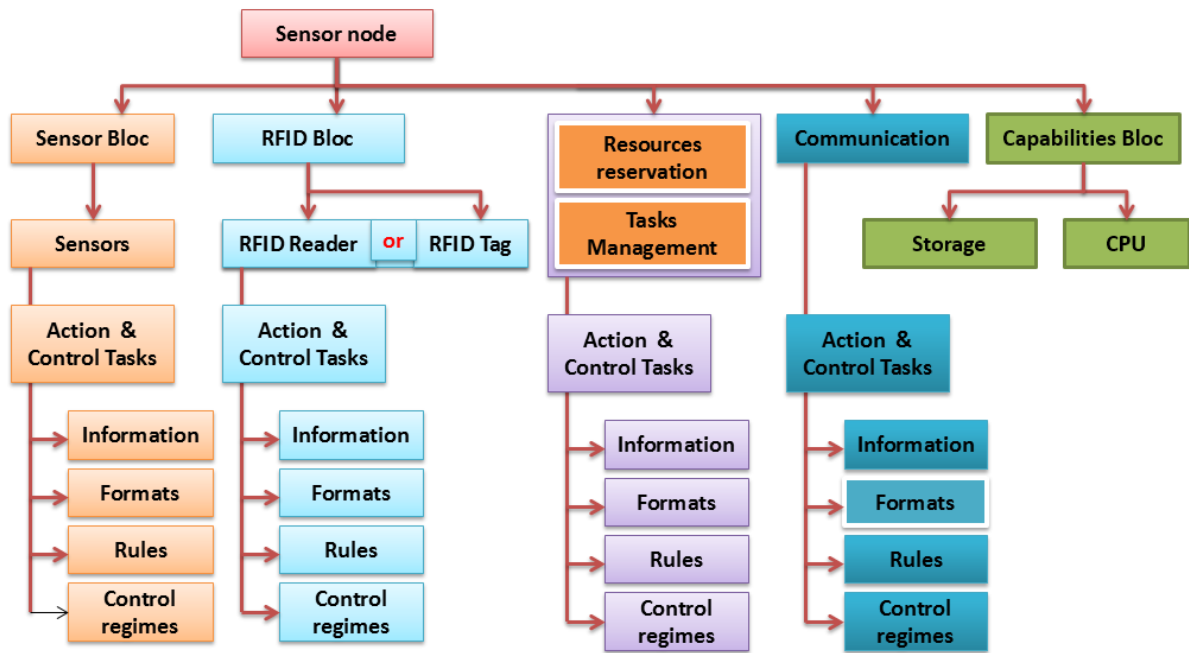 Sensor node
Sensor Bloc
RFID Bloc
Resources
reservation
Tasks
Management
Communication
Capabilities Bloc
Sensors
RFID Reader
or
RFID Tag
Storage
CPU
Action &
Control Tasks
Action &
Control Tasks
Action &
Control Tasks
Action &
Control Tasks
Information
Formats
Rules
Control
regimes
Information
Formats
Rules
Control
regimes
Information
Formats
Rules
Control
regimes
Information
Formats
Rules
Control
regimes